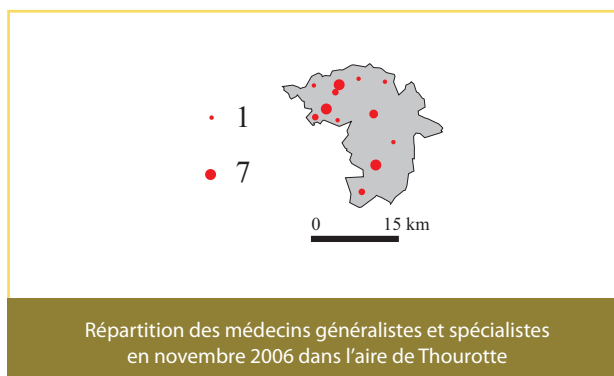 1
7
0 15 km
Répartition des médecins généralistes et spécialistes
en novembre 2006 dans l'aire de Thourotte